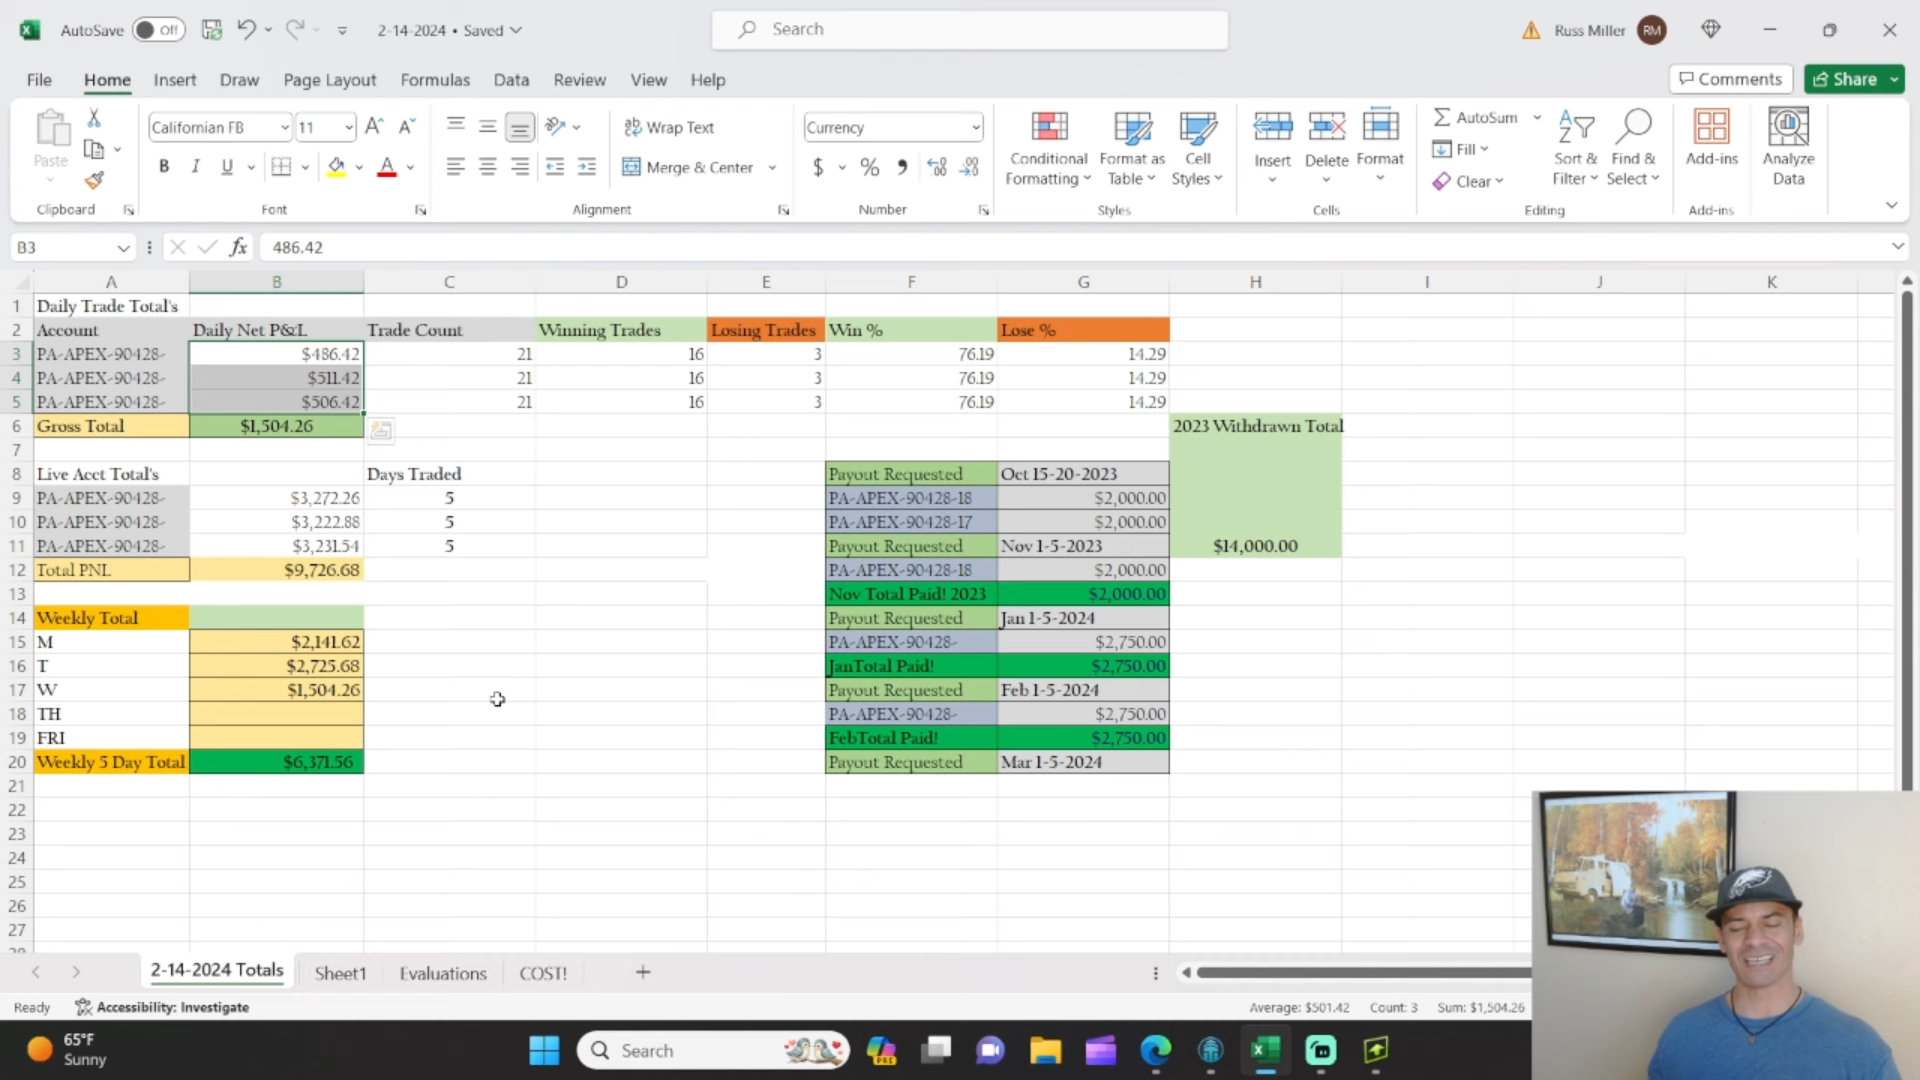 AutoSave Off 2-14-2024 • Saved Search Russ Miller RM
File Home Insert Draw Page Layout Formulas Data Review View Help Comments Share
Paste Californian FB 11 Wrap Text Currency Conditional Formatting Format as Table Cell Styles Insert Delete Format AutoSum Sort & Filter Find & Select Add-ins Analyze Data
B I U Merge & Center $ % Fill
Clear
Clipboard Font Alignment Number Styles Cells Editing Add-ins
B3 fx 486.42
A B C D E F G H I J K
1 Daily Trade Total's
2 Account Daily Net P&L Trade Count Winning Trades Losing Trades Win % Lose %
3 PA-APEX-90428- $486.42 21 16 3 76.19 14.29
4 PA-APEX-90428- $511.42 21 16 3 76.19 14.29
5 PA-APEX-90428- $506.42 21 16 3 76.19 14.29
6 Gross Total $1,504.26 2023 Withdrawn Total
7
8 Live Acct Total's Days Traded Payout Requested Oct 15-20-2023
9 PA-APEX-90428- $3,272.26 5 PA-APEX-90428-18 $2,000.00
10 PA-APEX-90428- $3,222.88 5 PA-APEX-90428-17 $2,000.00
11 PA-APEX-90428- $3,231.54 5 Payout Requested Nov 1-5-2023 $14,000.00
12 Total PNL $9,726.68 PA-APEX-90428-18 $2,000.00
13 Nov Total Paid! 2023 $2,000.00
14 Weekly Total Payout Requested Jan 1-5-2024
15 M $2,141.62 PA-APEX-90428- $2,750.00
16 T $2,725.68 JanTotal Paid! $2,750.00
17 W $1,504.26 Payout Requested Feb 1-5-2024
18 TH PA-APEX-90428- $2,750.00
19 FRI FebTotal Paid! $2,750.00
20 Weekly 5 Day Total $6,371.56 Payout Requested Mar 1-5-2024
21
22
23
24
25
26
27
2-14-2024 Totals Sheet1 Evaluations COST!
Ready Accessibility: Investigate Average: $501.42 Count: 3 Sum: $1,504.26
65°F
Sunny
Search
PRE